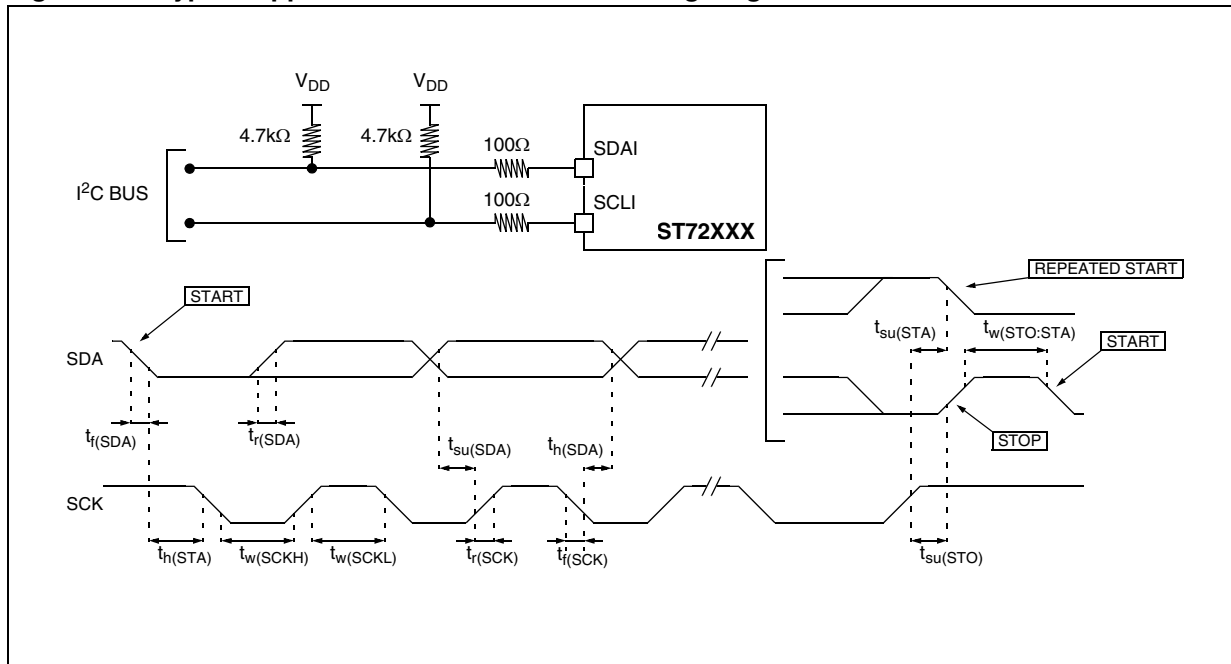 V_DD V_DD
4.7kΩ 4.7kΩ
100Ω
SDAI
I²C BUS
100Ω
SCLI
ST72XXX
REPEATED START
START
t_su(STA) t_w(STO:STA)
START
SDA
STOP
t_f(SDA) t_r(SDA)
t_su(SDA) t_h(SDA)
SCK
t_h(STA) t_w(SCKH) t_w(SCKL) t_r(SCK) t_f(SCK) t_su(STO)